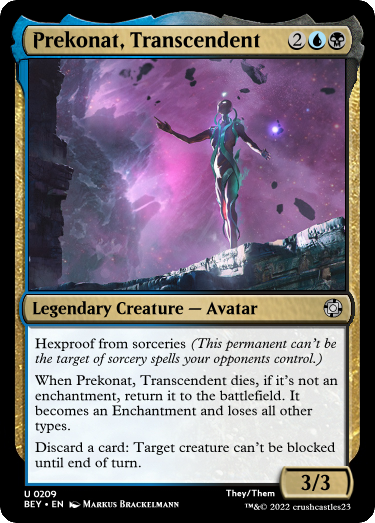 Prekonat, Transcendent 2
Legendary Creature — Avatar
Hexproof from sorceries (This permanent can't be
the target of sorcery spells your opponents control.)
When Prekonat, Transcendent dies, if it's not an
enchantment, return it to the battlefield. It
becomes an Enchantment and loses all other
types.
Discard a card: Target creature can't be blocked
until end of turn.
3/3
U 0209
They/Them
BEY • EN Markus Brackelmann
™&© 2022 crushcastles23